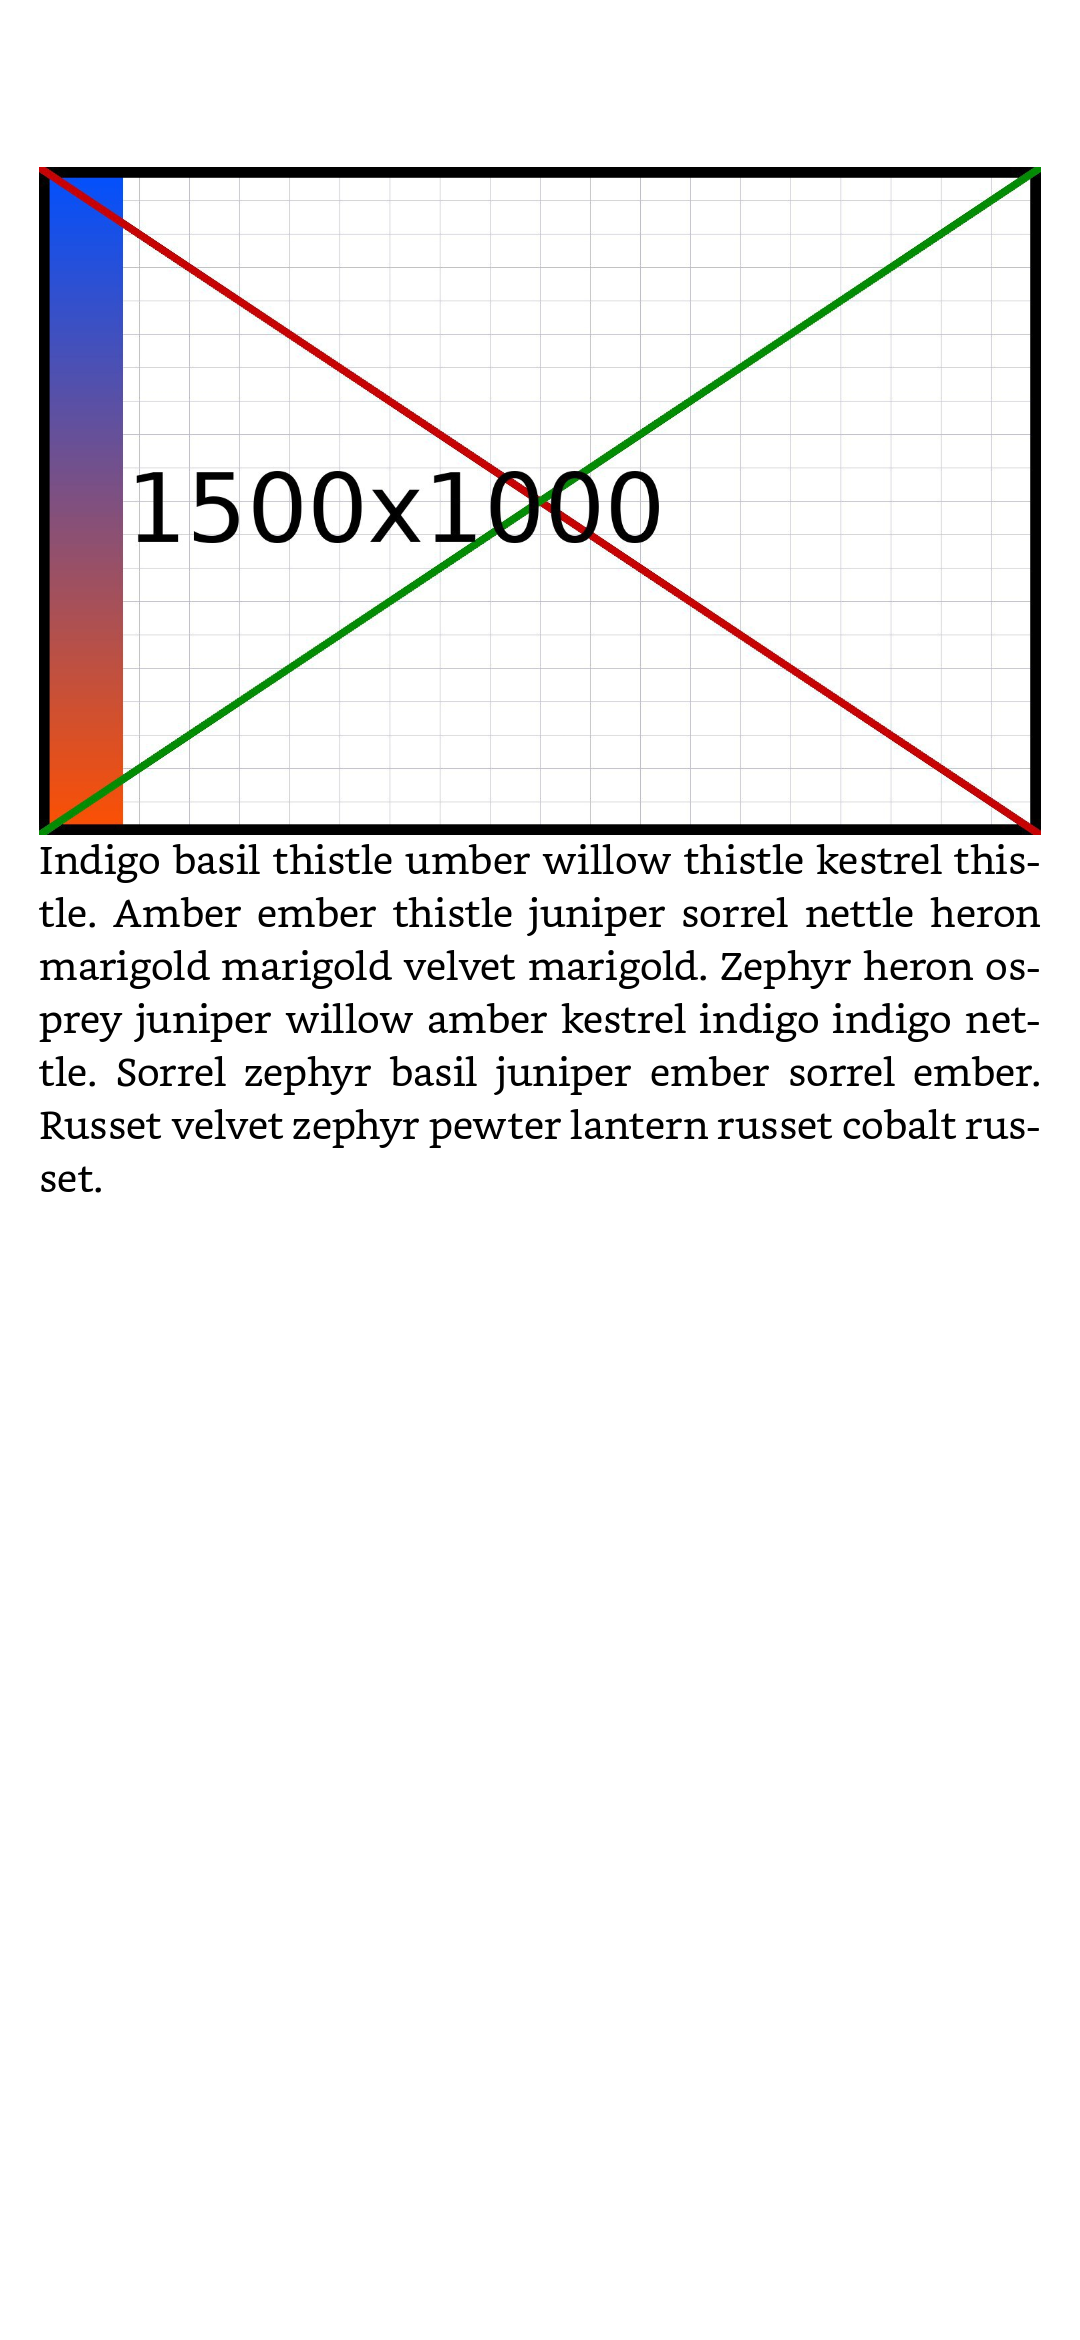 1500x1000
Indigo basil thistle umber willow thistle kestrel this-
tle. Amber ember thistle juniper sorrel nettle heron
marigold marigold velvet marigold. Zephyr heron os-
prey juniper willow amber kestrel indigo indigo net-
tle. Sorrel zephyr basil juniper ember sorrel ember.
Russet velvet zephyr pewter lantern russet cobalt rus-
set.